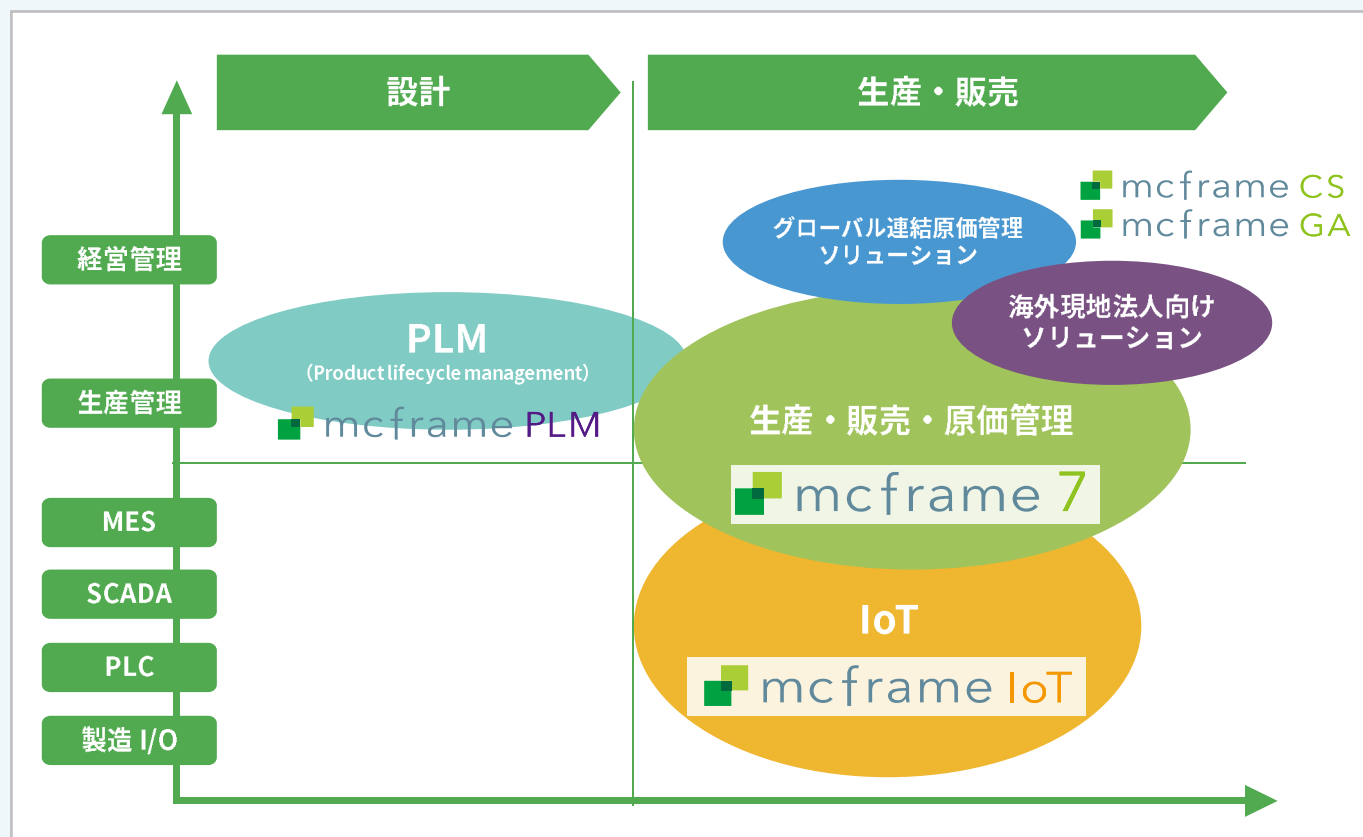 設計
生産・販売
経営管理
生産管理
MES
SCADA
PLC
製造 I/O
PLM
(Product lifecycle management)
mcframe PLM
グローバル連結原価管理
ソリューション
mcframe CS
mcframe GA
海外現地法人向け
ソリューション
生産・販売・原価管理
mcframe 7
IoT
mcframe IoT